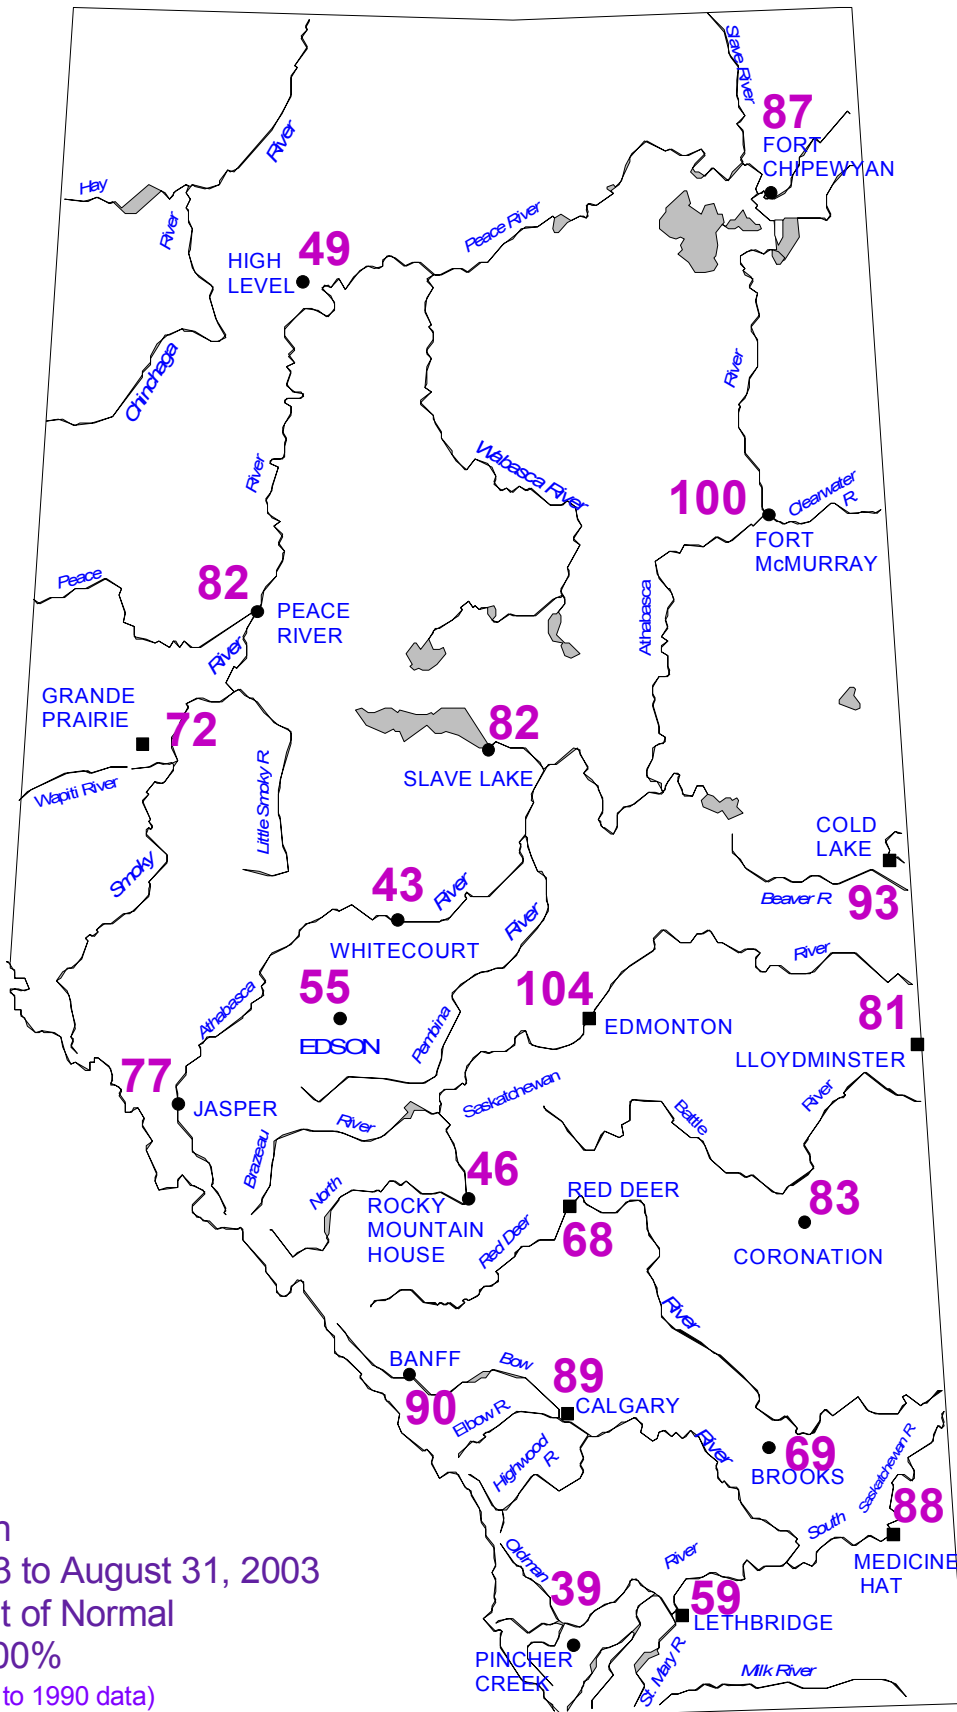 Slave River
87
FORT
CHIPEWYAN
Hay
River
River
Peace River
HIGH
LEVEL
49
Chinchaga
River
River
Wabasca River
100
Clearwater
R.
FORT
McMURRAY
Peace
82
PEACE
RIVER
River
Athabasca
GRANDE
PRAIRIE
72
82
SLAVE LAKE
Wapiti River
Little Smoky R
Smoky
COLD
LAKE
Beaver R
93
43
River
WHITECOURT
River
River
55
EDSON
Athabasca
Pembina
104
EDMONTON
81
LLOYDMINSTER
77
JASPER
Brazeau
River
Saskatchewan
Battle
River
North
46
ROCKY
MOUNTAIN
HOUSE
RED DEER
68
Red Deer
83
CORONATION
River
BANFF
90
Bow
89
CALGARY
Elbow R.
Highwood
R.
River
69
BROOKS
Saskatchewan R
South
88
MEDICINE
HAT
Oldman
River
39
59
LETHBRIDGE
PINCHER
CREEK
St. Mary R
Milk River
3 to August 31, 2003
t of Normal
00%
to 1990 data)